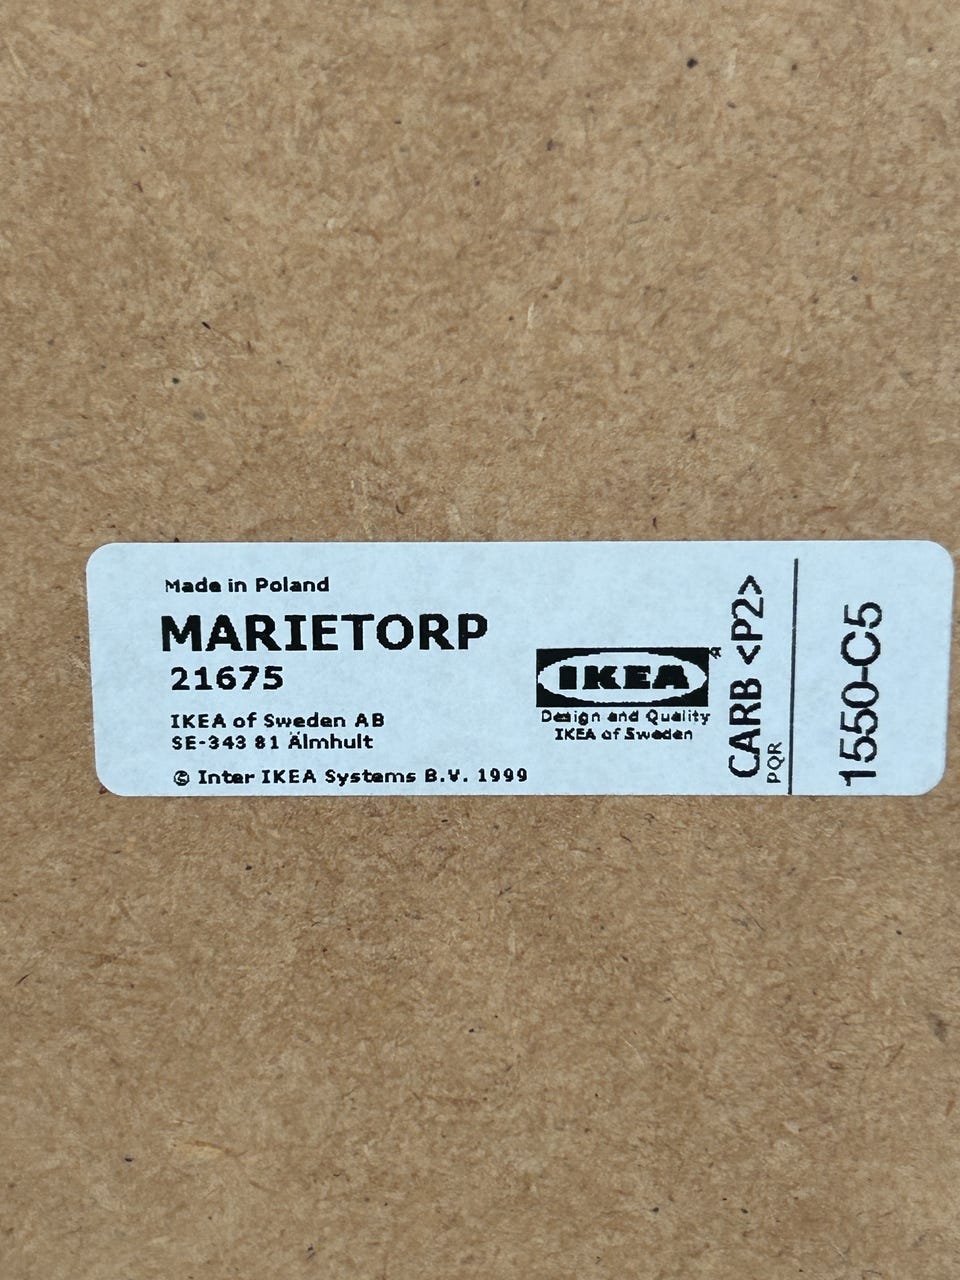 Made in Poland
MARIETORP
21675
IKEA of Sweden AB
SE-343 81 Älmhult
© Inter IKEA Systems B.V. 1999
IKEA®
Design and Quality
IKEA of Sweden
CARB <P2>
PQR
1550-C5